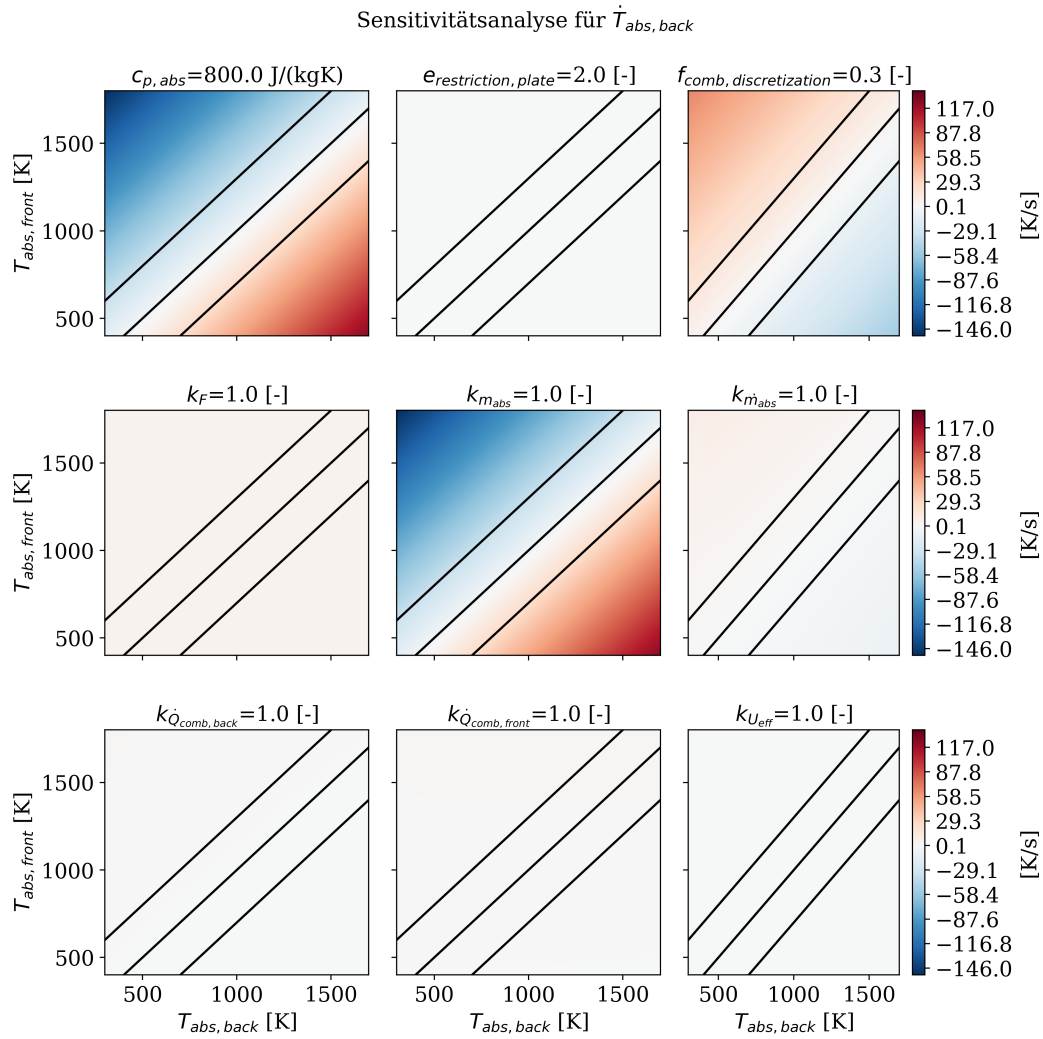 Sensitivitätsanalyse für Ṫ_abs,back
c_p,abs=800.0 J/(kgK)
e_restriction,plate=2.0 [-]
f_comb,discretization=0.3 [-]
T_abs,front [K]
1500
1000
500
117.0
87.8
58.5
29.3
0.1
−29.1
−58.4
−87.6
−116.8
−146.0
[K/s]
k_F=1.0 [-]
k_m_abs=1.0 [-]
k_ṁ_abs=1.0 [-]
T_abs,front [K]
1500
1000
500
117.0
87.8
58.5
29.3
0.1
−29.1
−58.4
−87.6
−116.8
−146.0
[K/s]
k_Q̇_comb,back=1.0 [-]
k_Q̇_comb,front=1.0 [-]
k_U_eff=1.0 [-]
T_abs,front [K]
1500
1000
500
117.0
87.8
58.5
29.3
0.1
−29.1
−58.4
−87.6
−116.8
−146.0
[K/s]
500 1000 1500
500 1000 1500
500 1000 1500
T_abs,back [K]
T_abs,back [K]
T_abs,back [K]